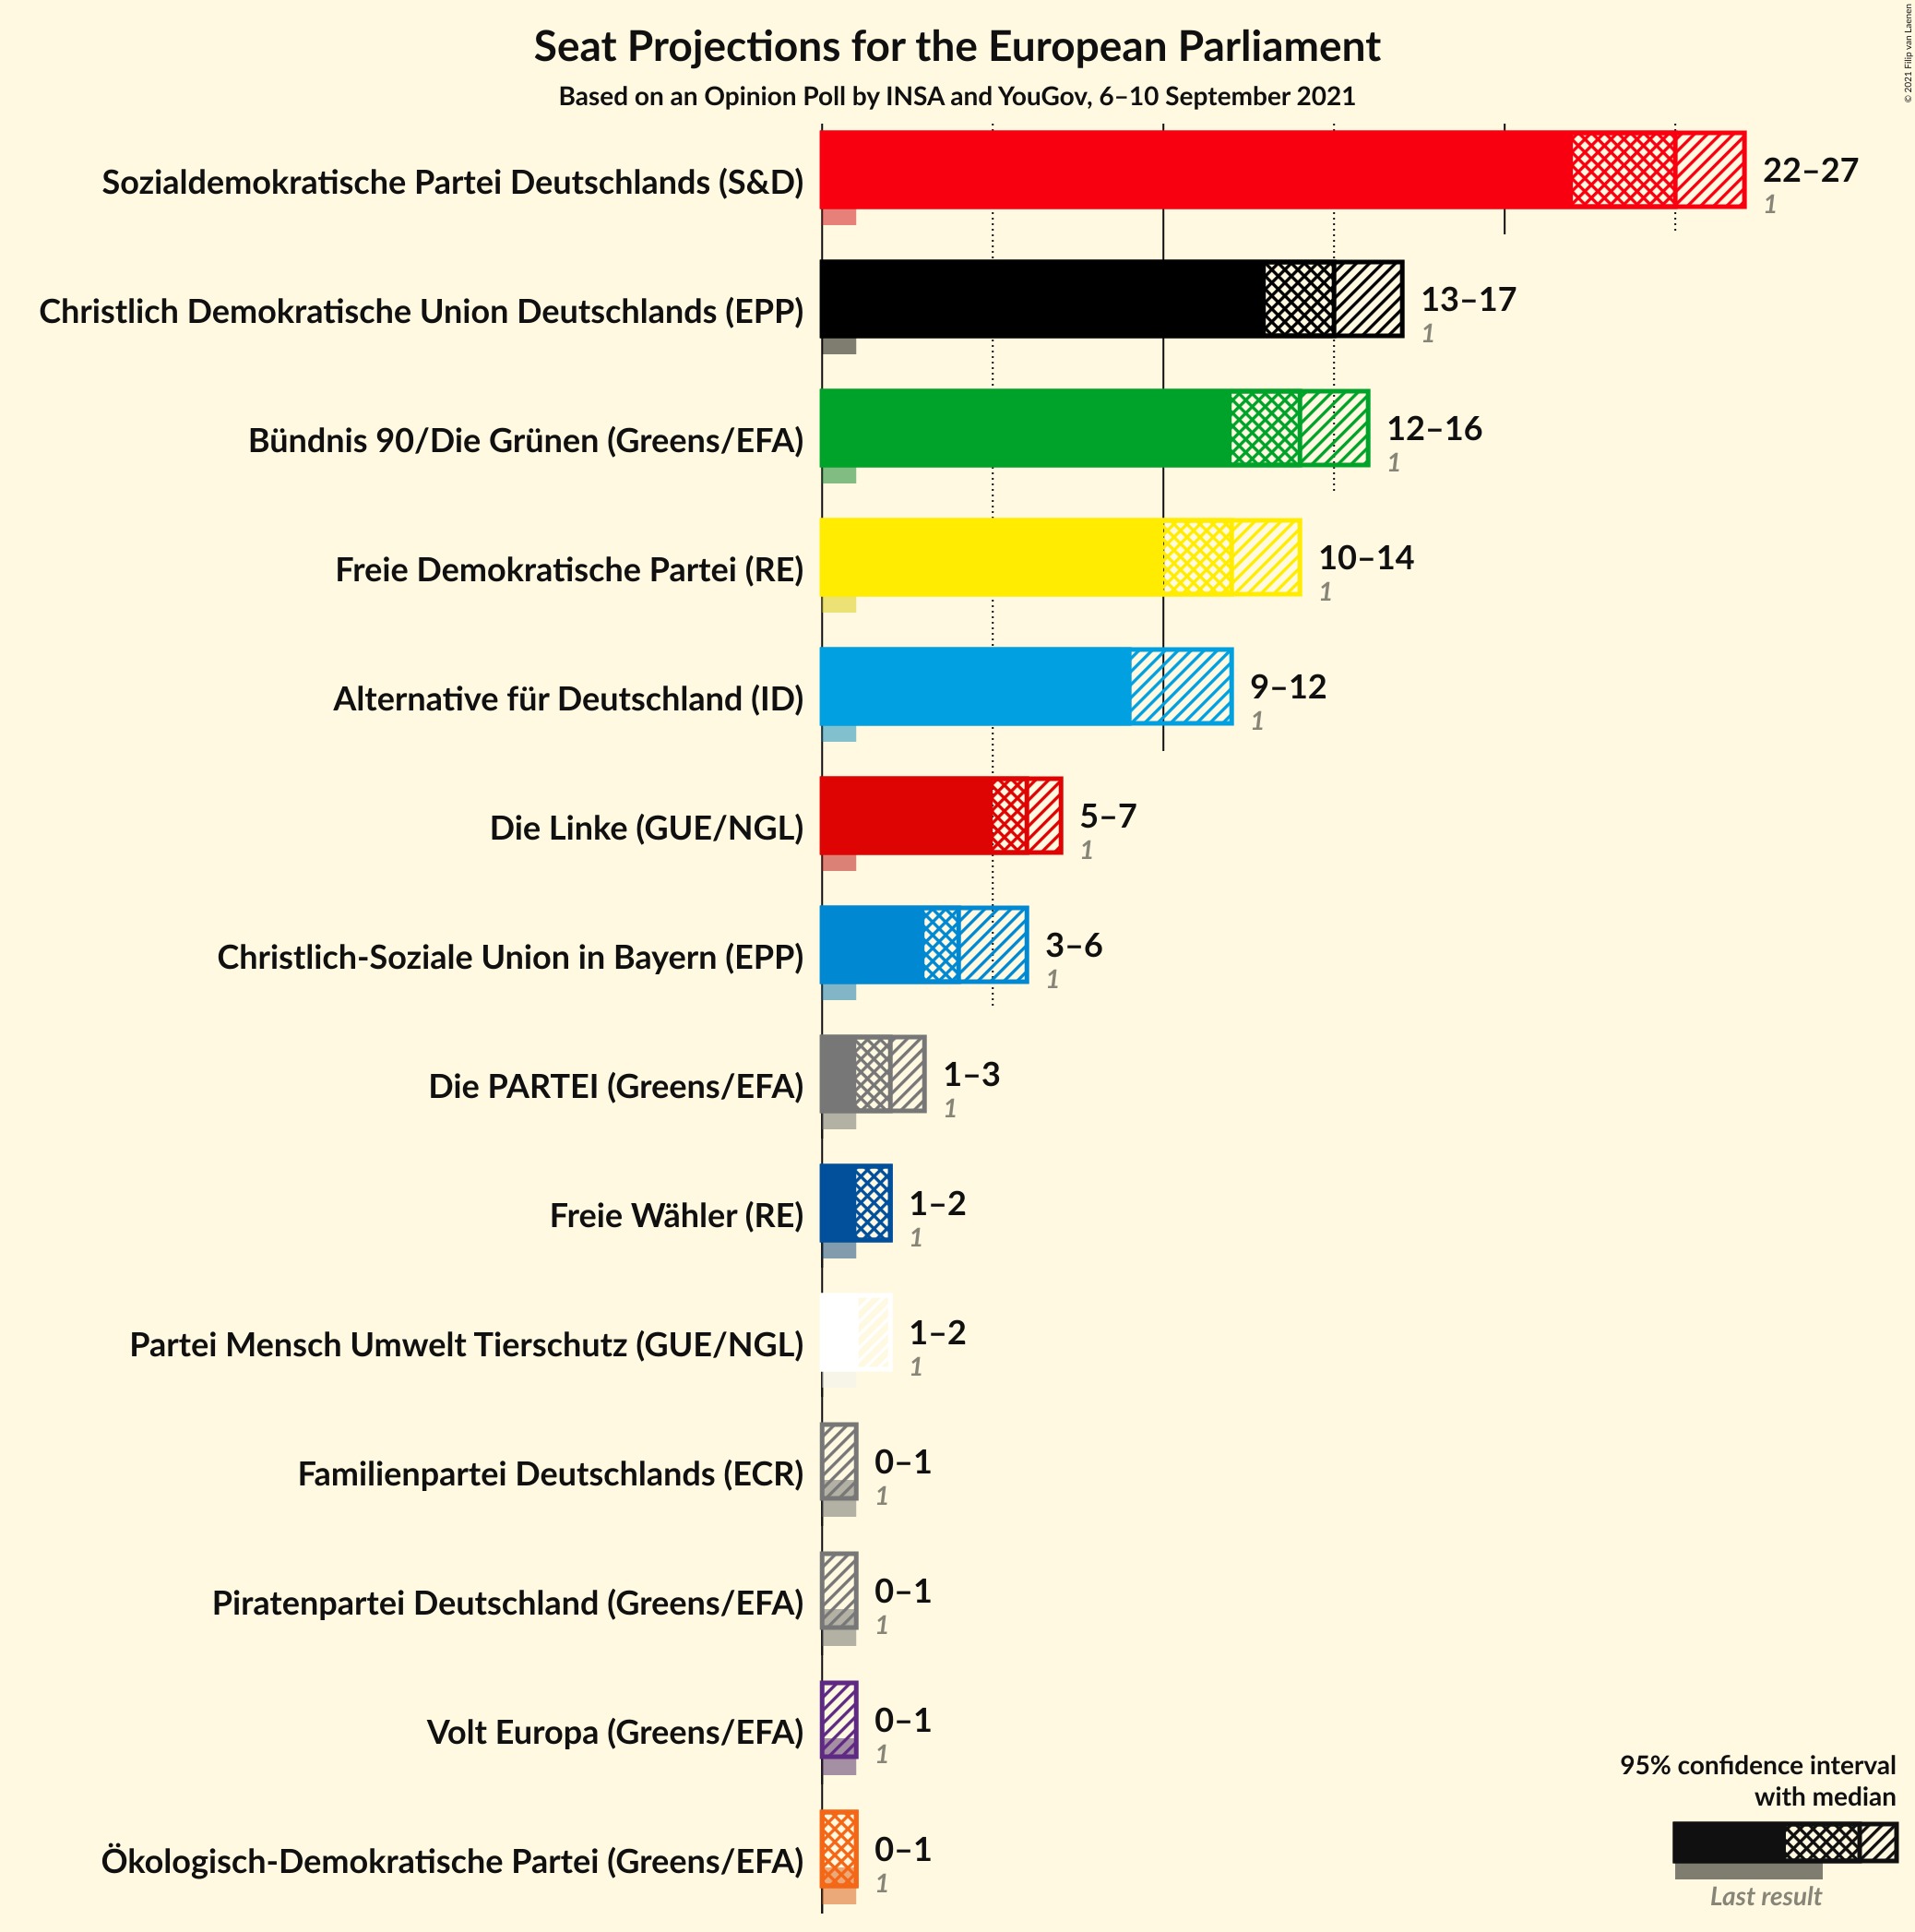 Seat Projections for the European Parliament
Based on an Opinion Poll by INSA and YouGov, 6–10 September 2021
© 2021 Filip van Laenen
Sozialdemokratische Partei Deutschlands (S&D)
22–27
1
Christlich Demokratische Union Deutschlands (EPP)
13–17
1
Bündnis 90/Die Grünen (Greens/EFA)
12–16
1
Freie Demokratische Partei (RE)
10–14
1
Alternative für Deutschland (ID)
9–12
1
Die Linke (GUE/NGL)
5–7
1
Christlich-Soziale Union in Bayern (EPP)
3–6
1
Die PARTEI (Greens/EFA)
1–3
1
Freie Wähler (RE)
1–2
1
Partei Mensch Umwelt Tierschutz (GUE/NGL)
1–2
1
Familienpartei Deutschlands (ECR)
0–1
1
Piratenpartei Deutschland (Greens/EFA)
0–1
1
Volt Europa (Greens/EFA)
0–1
1
Ökologisch-Demokratische Partei (Greens/EFA)
0–1
1
95% confidence interval
with median
Last result